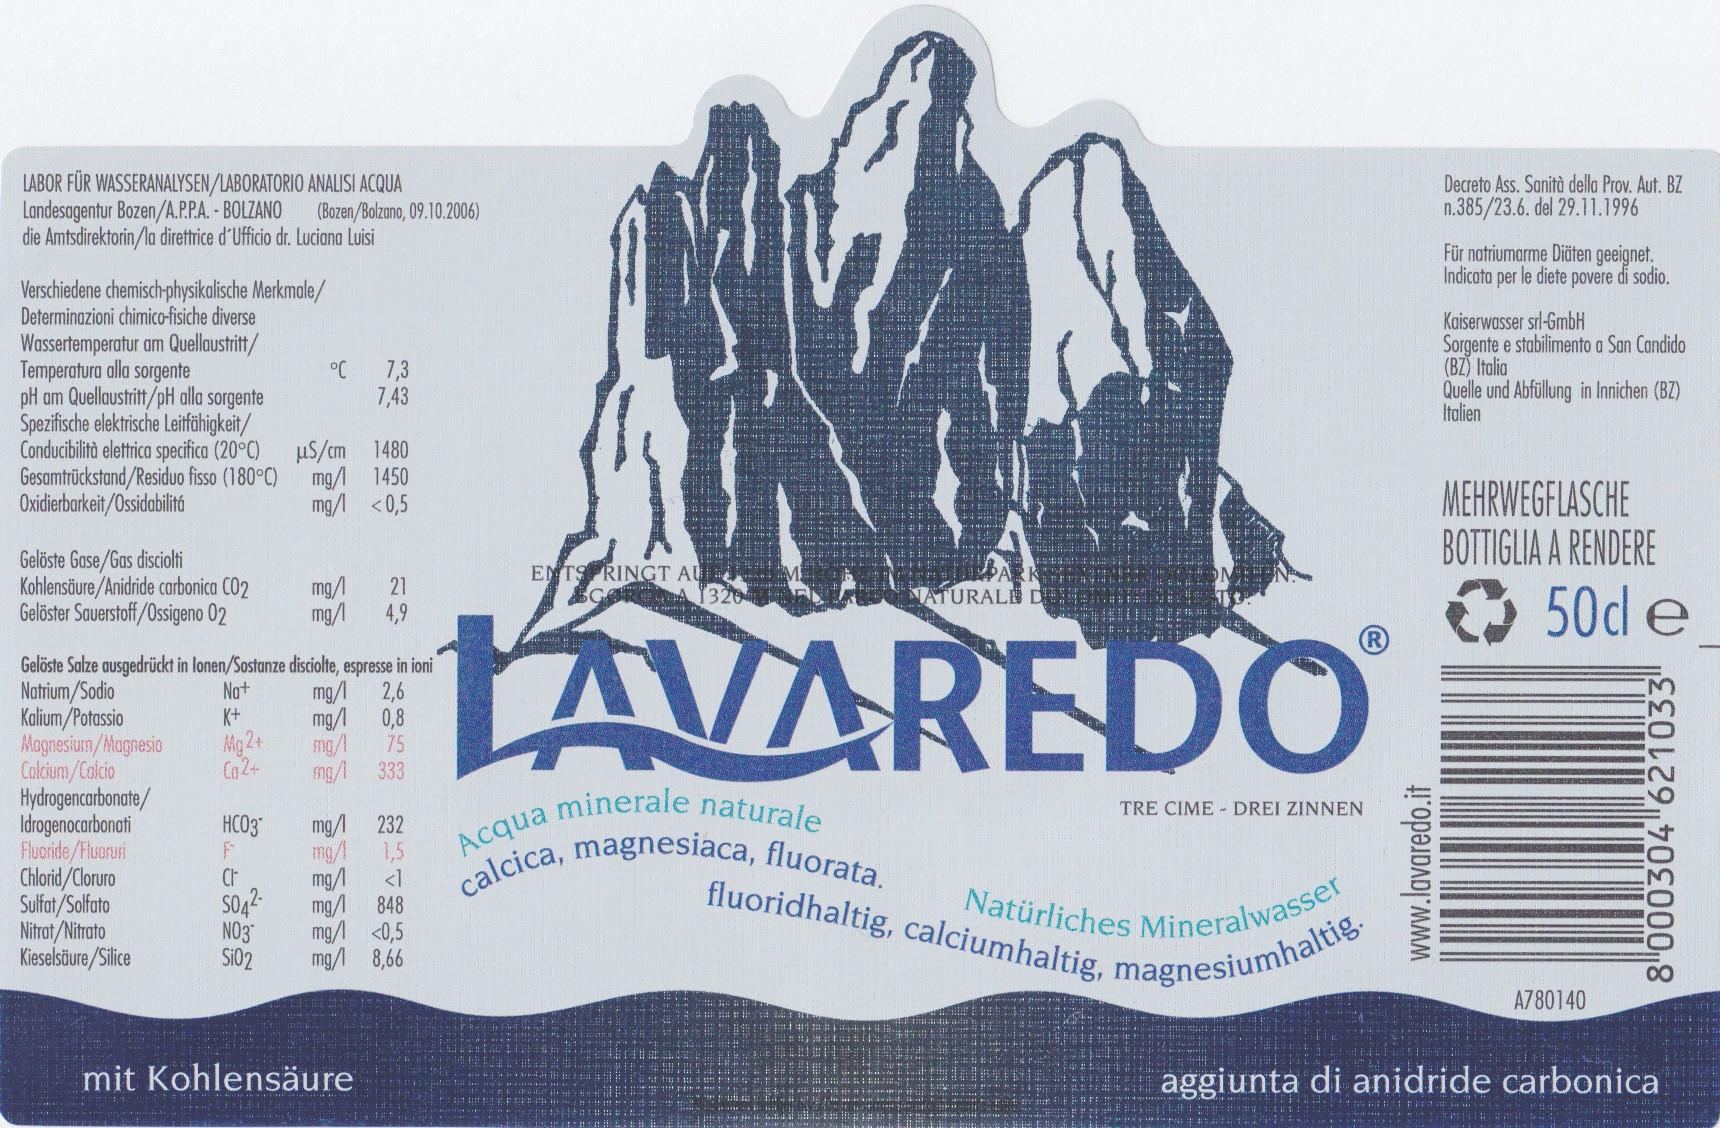 LABOR FÜR WASSERANALYSEN/LABORATORIO ANALISI ACQUA
Landesagentur Bozen/A.P.P.A. - BOLZANO (Bozen/Bolzano, 09.10.2006)
die Amtsdirektorin/la direttrice d´Ufficio dr. Luciana Luisi
Verschiedene chemisch-physikalische Merkmale/
Determinazioni chimico-fisiche diverse
Wassertemperatur am Quellaustritt/
Temperatura alla sorgente °C 7,3
pH am Quellaustritt/pH alla sorgente 7,43
Spezifische elektrische Leitfähigkeit/
Conducibilità elettrica specifica (20°C) µS/cm 1480
Gesamtrückstand/Residuo fisso (180°C) mg/l 1450
Oxidierbarkeit/Ossidabilitá mg/l <0,5
Gelöste Gase/Gas disciolti
Kohlensäure/Anidride carbonica CO2 mg/l 21
Gelöster Sauerstoff/Ossigeno O2 mg/l 4,9
Gelöste Salze ausgedrückt in Ionen/Sostanze disciolte, espresse in ioni
Natrium/Sodio Na+ mg/l 2,6
Kalium/Potassio K+ mg/l 0,8
Magnesium/Magnesio Mg2+ mg/l 75
Calcium/Calcio Ca2+ mg/l 333
Hydrogencarbonate/
Idrogenocarbonati HCO3- mg/l 232
Fluoride/Fluoruri F- mg/l 1,5
Chlorid/Cloruro Cl- mg/l <1
Sulfat/Solfato SO42- mg/l 848
Nitrat/Nitrato NO3- mg/l <0,5
Kieselsäure/Silice SiO2 mg/l 8,66
ENTSPRINGT
SGORGA A 1320 M DEL PARCO NATURALE
LAVAREDO®
TRE CIME - DREI ZINNEN
Acqua minerale naturale
calcica, magnesiaca, fluorata.
Natürliches Mineralwasser
fluoridhaltig, calciumhaltig, magnesiumhaltig.
Decreto Ass. Sanità della Prov. Aut. BZ
n.385/23.6. del 29.11.1996
Für natriumarme Diäten geeignet.
Indicata per le diete povere di sodio.
Kaiserwasser srl-GmbH
Sorgente e stabilimento a San Candido
(BZ) Italia
Quelle und Abfüllung in Innichen (BZ)
Italien
MEHRWEGFLASCHE
BOTTIGLIA A RENDERE
50cl e
www.lavaredo.it
8 000304 621033
A780140
mit Kohlensäure
aggiunta di anidride carbonica